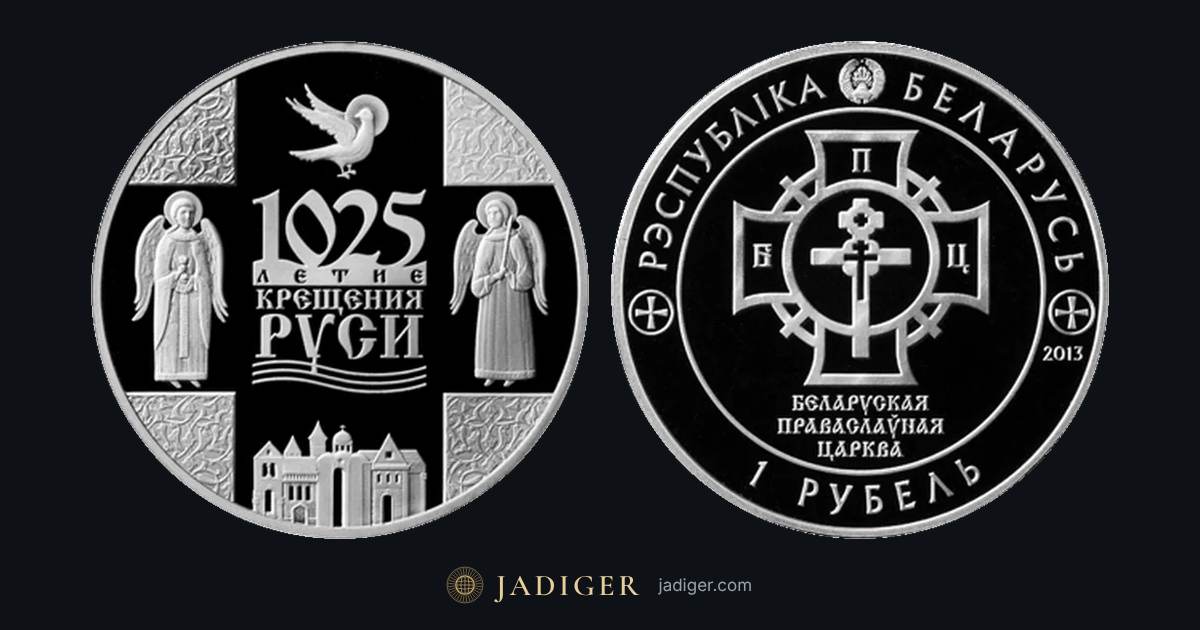 1025
ЛЕТИЕ
КРЕЩЕНИЯ
РУСИ
РЭСПУБЛІКА БЕЛАРУСЬ
П
Б Ц
2013
БЕЛАРУСКАЯ
ПРАВАСЛАЎНАЯ
ЦАРКВА
1 РУБЕЛЬ
JADIGER jadiger.com